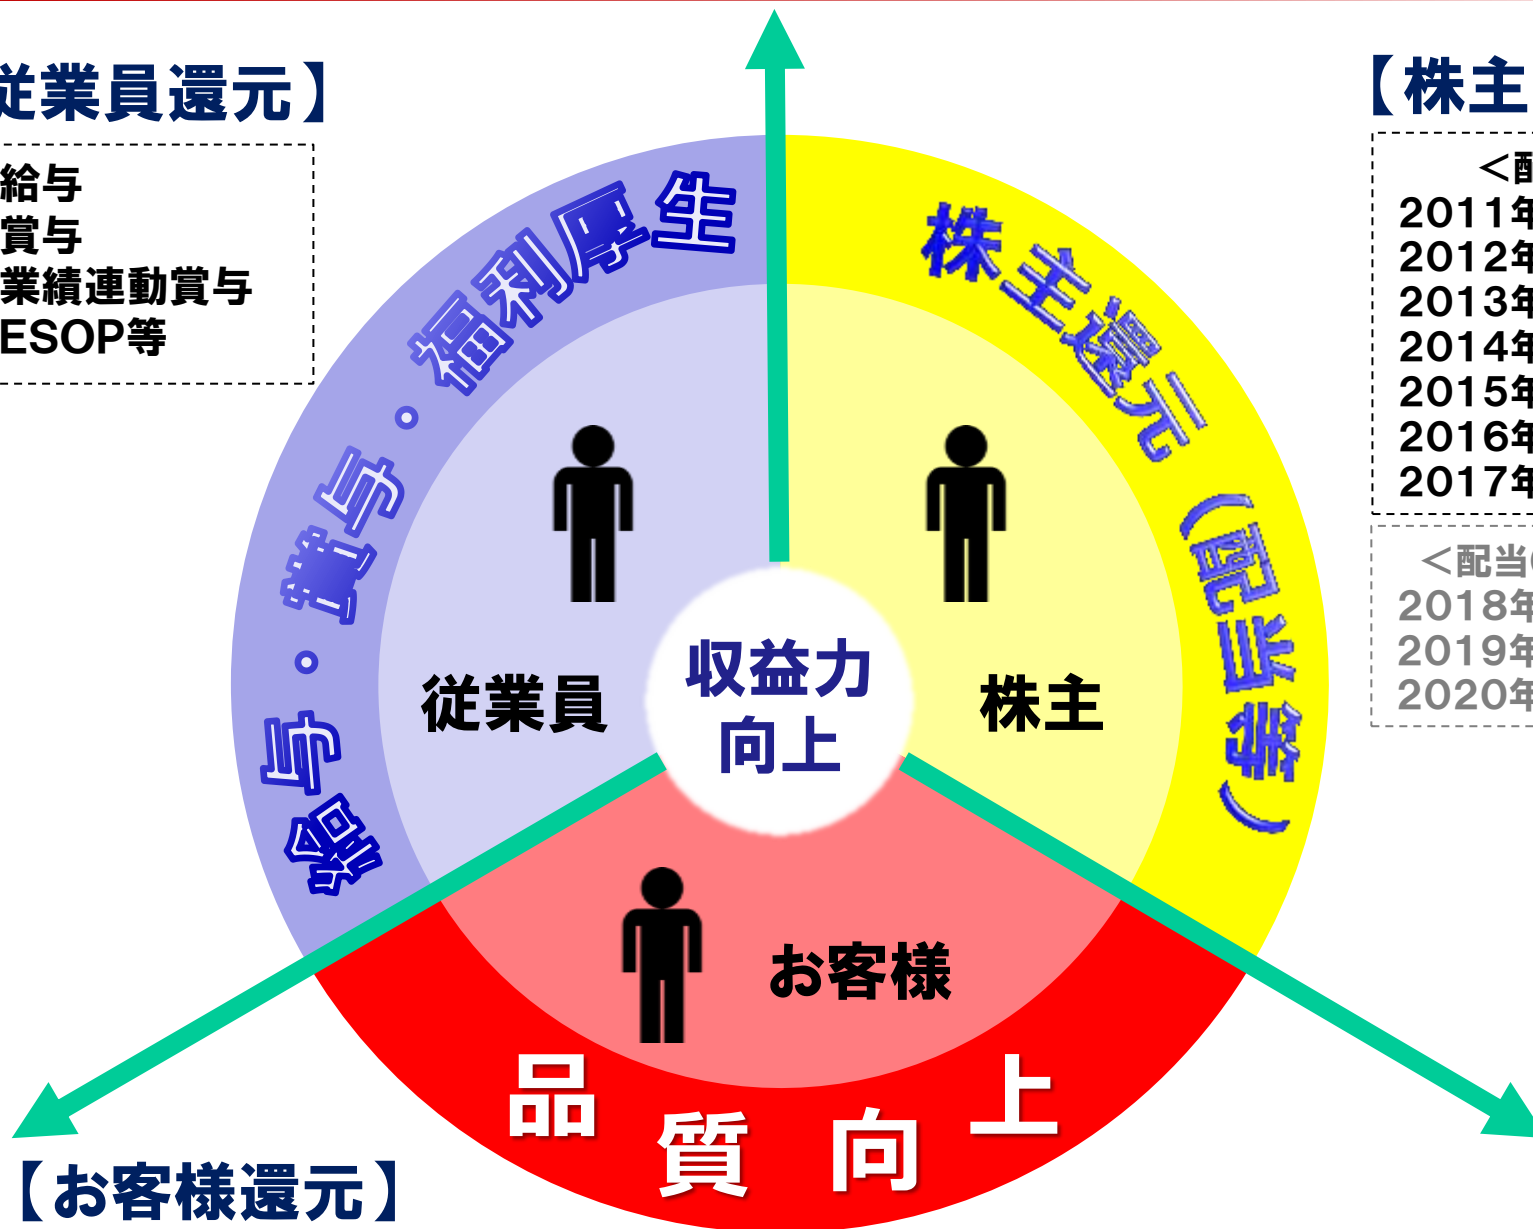 従業員還元】
給与
賞与
業績連動賞与
ESOP等
【株主
<配
2011年
2012年
2013年
2014年
2015年
2016年
2017年
<配当
2018年
2019年
2020年
給与・賞与・福利厚生
株主還元（配当等）
従業員
収益力
向上
株主
お客様
品質向上
【お客様還元】